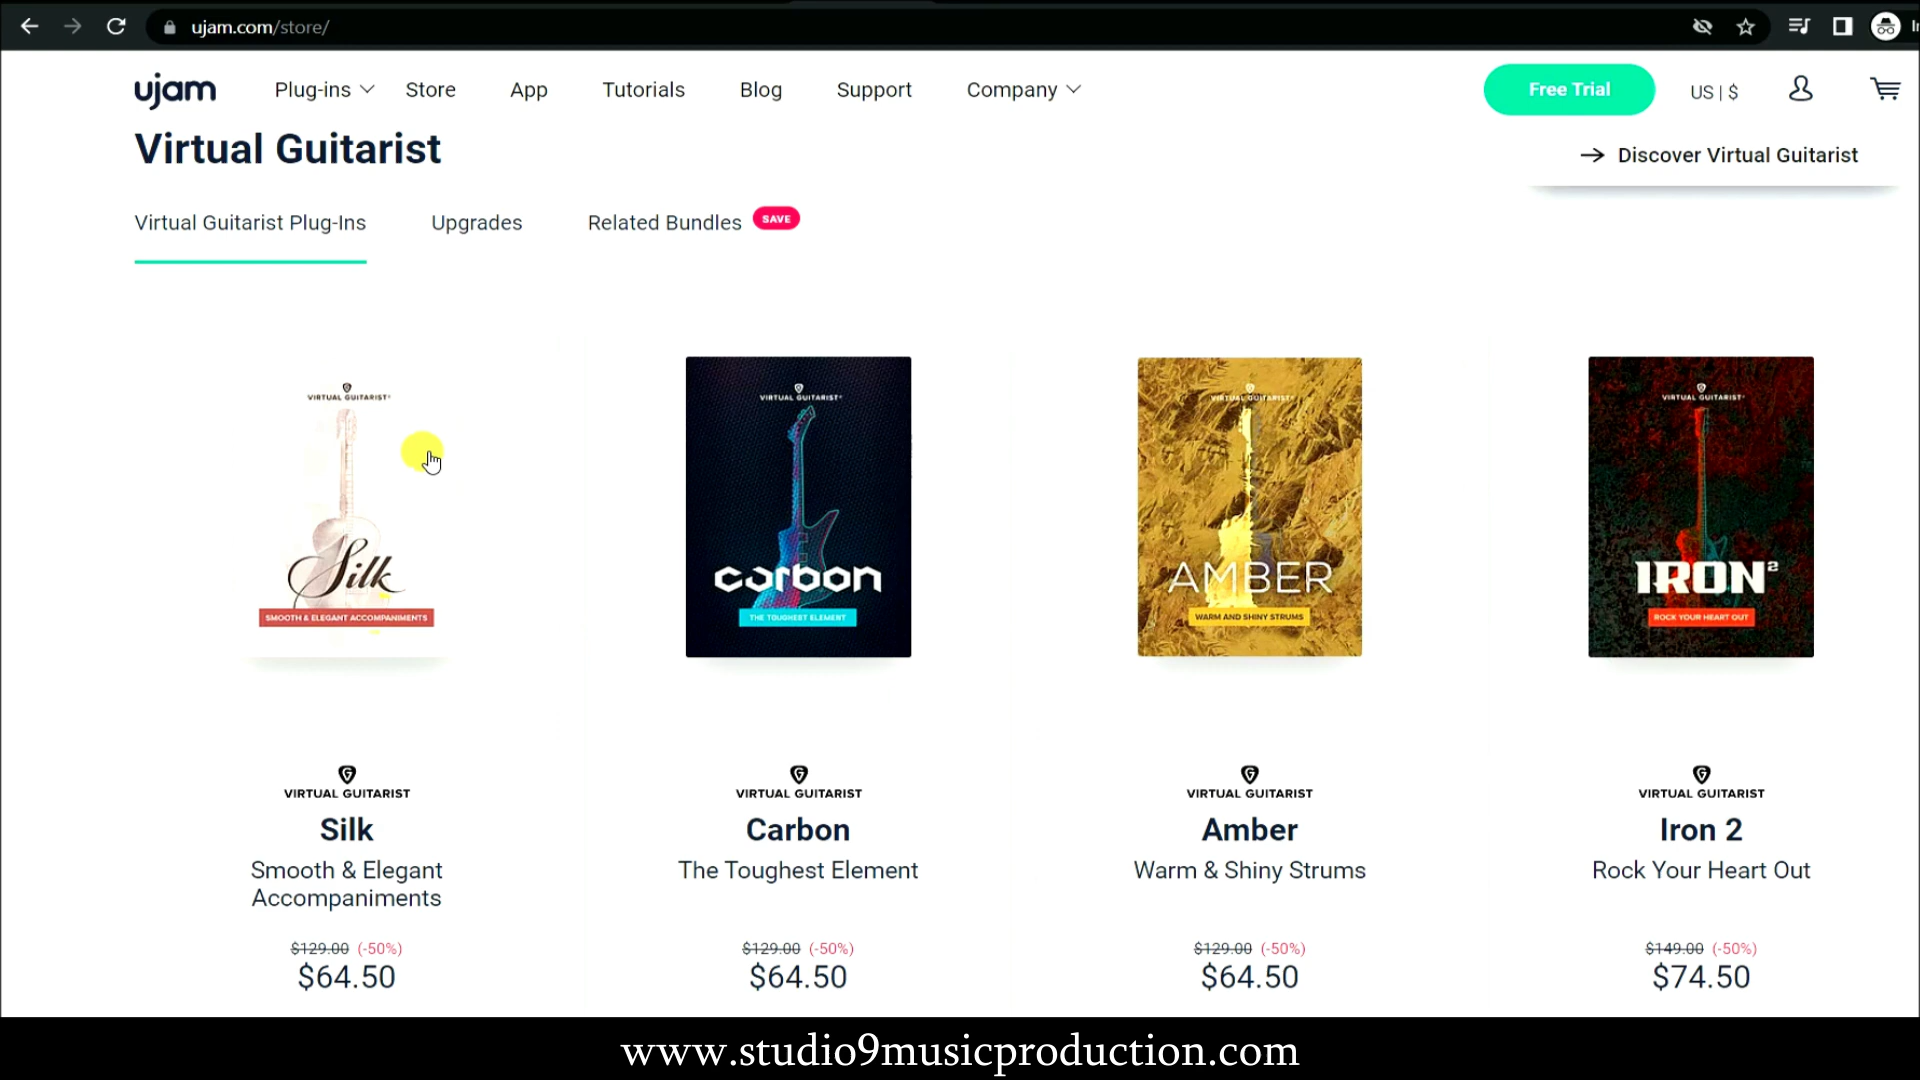 ujam.com/store/
ujam
Plug-ins
Store
App
Tutorials
Blog
Support
Company
Free Trial
US | $
Virtual Guitarist
Discover Virtual Guitarist
Virtual Guitarist Plug-Ins
Upgrades
Related Bundles
SAVE
VIRTUAL GUITARIST
Silk
SMOOTH & ELEGANT ACCOMPANIMENTS
VIRTUAL GUITARIST
carbon
THE TOUGHEST ELEMENT
VIRTUAL GUITARIST
AMBER
WARM AND SHINY STRUMS
VIRTUAL GUITARIST
IRON²
ROCK YOUR HEART OUT
VIRTUAL GUITARIST
Silk
Smooth & Elegant
Accompaniments
$129.00 (-50%)
$64.50
VIRTUAL GUITARIST
Carbon
The Toughest Element
$129.00 (-50%)
$64.50
VIRTUAL GUITARIST
Amber
Warm & Shiny Strums
$129.00 (-50%)
$64.50
VIRTUAL GUITARIST
Iron 2
Rock Your Heart Out
$149.00 (-50%)
$74.50
www.studio9musicproduction.com